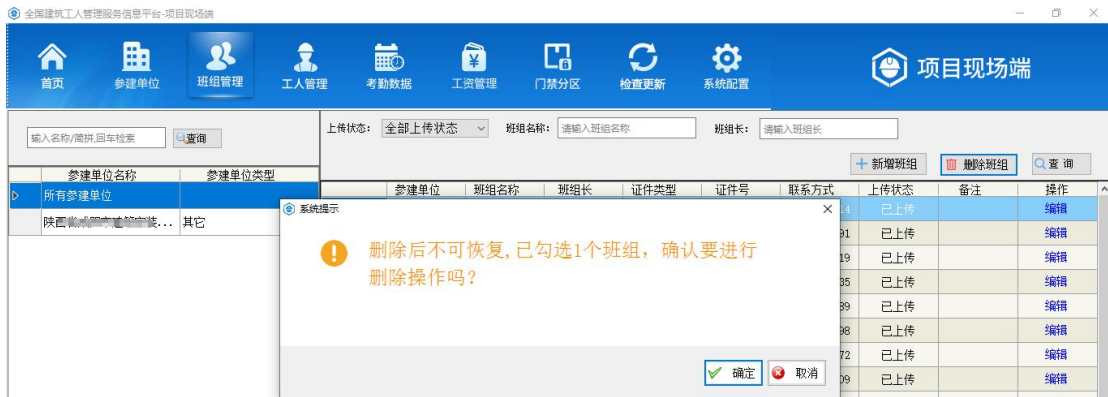 全国建筑工人管理服务信息平台-项目现场端
首页 参建单位 班组管理 工人管理 考勤数据 工资管理 门禁分区 检查更新 系统配置 项目现场端
输入名称/简拼,回车检索 查询 上传状态: 全部上传状态 班组名称: 请输入班组名称 班组长: 请输入班组长
新增班组 删除班组 查 询
参建单位名称 参建单位类型
所有参建单位
陕西 ... 其它
参建单位 班组名称 班组长 证件类型 证件号 联系方式 上传状态 备注 操作
系统提示
删除后不可恢复,已勾选1个班组，确认要进行
删除操作吗？
确定 取消
14 已上传 编辑
91 已上传 编辑
19 已上传 编辑
35 已上传 编辑
39 已上传 编辑
98 已上传 编辑
72 已上传 编辑
09 已上传 编辑